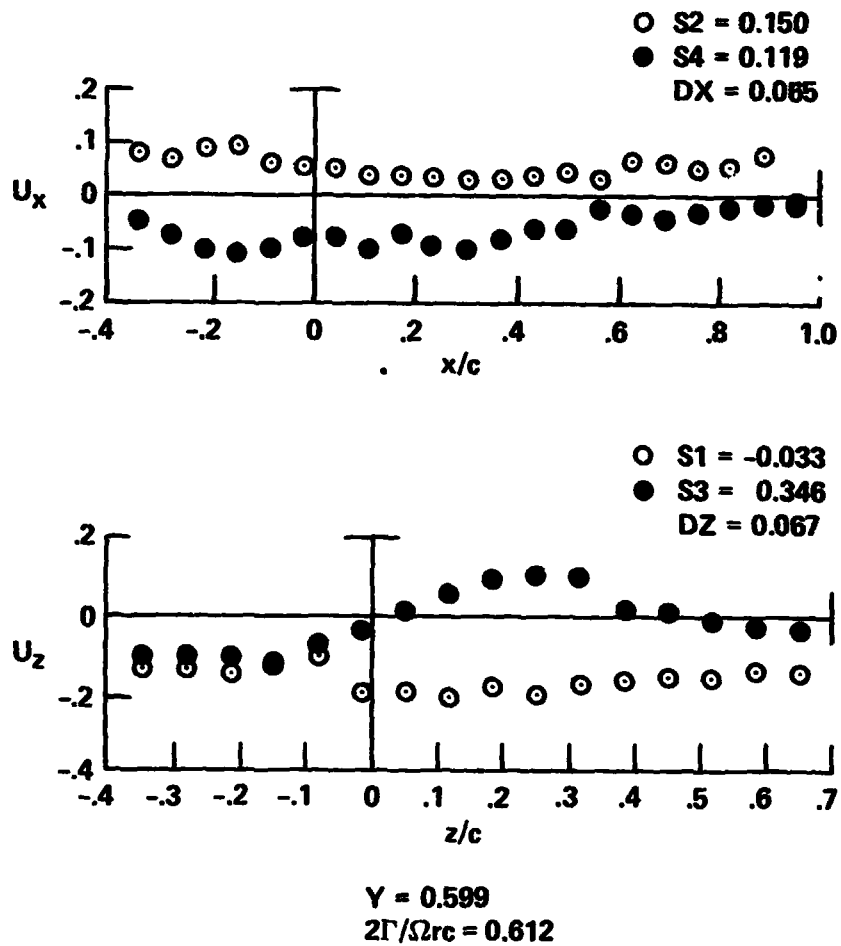 S2 = 0.150
S4 = 0.119
DX = 0.065
.2
.1
0
-.1
-.2
Ux
-.4 -.2 0 .2 .4 .6 .8 1.0
x/c
S1 = -0.033
S3 = 0.346
DZ = 0.067
.2
0
-.2
-.4
Uz
-.4 -.3 -.2 -.1 0 .1 .2 .3 .4 .5 .6 .7
z/c
Y = 0.599
2Γ/Ωrc = 0.612